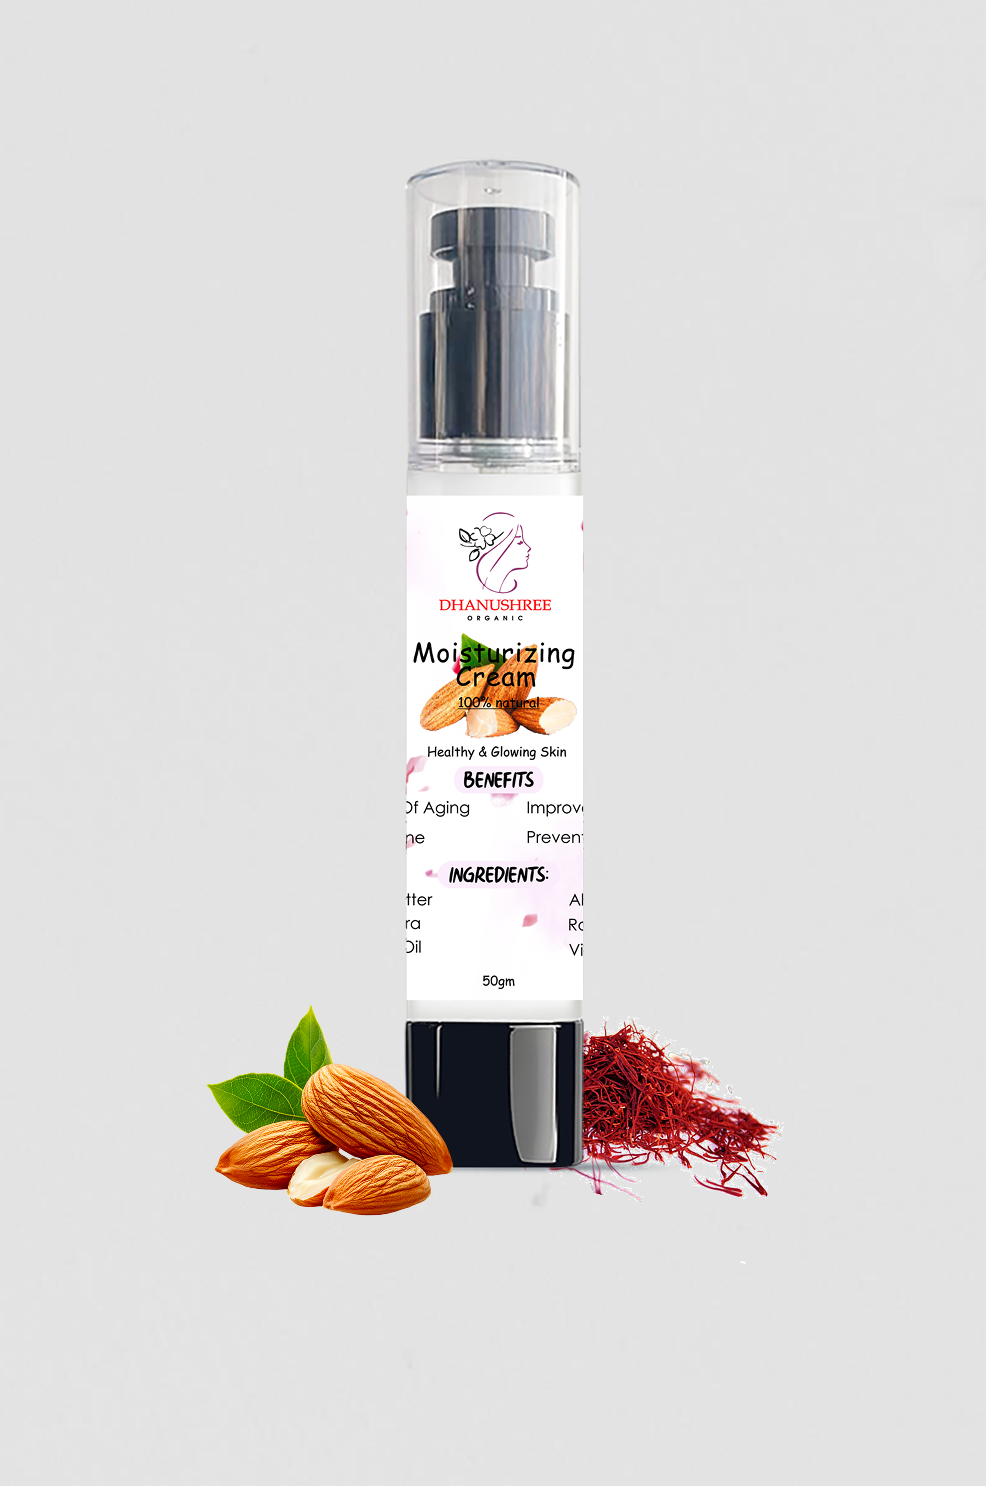 DHANUSHREE
ORGANIC
Moisturizing
Cream
100% natural
Healthy & Glowing Skin
BENEFITS
Of Aging Improv
ne Prevent
INGREDIENTS:
tter Al
ra Ro
Oil Vi
50gm